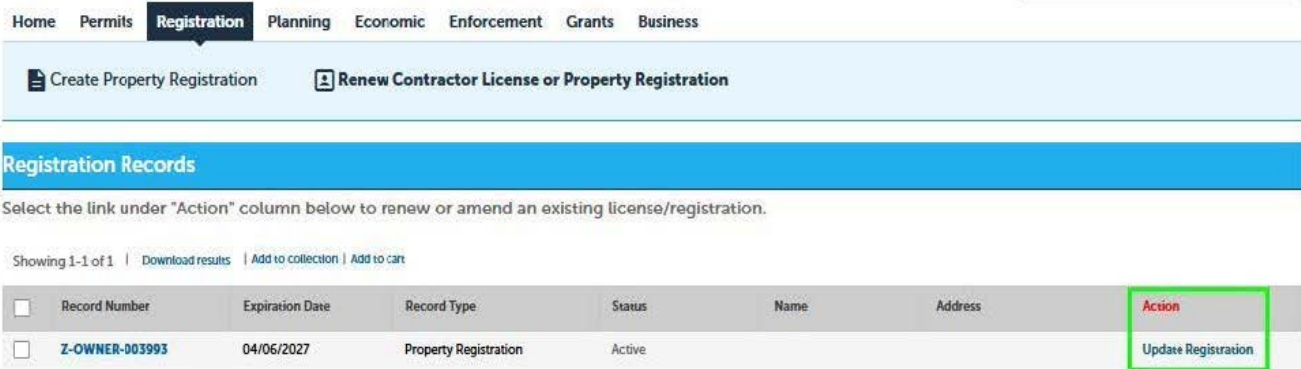 Home Permits Registration Planning Economic Enforcement Grants Business
Create Property Registration Renew Contractor License or Property Registration
Registration Records
Select the link under "Action" column below to renew or amend an existing license/registration.
Showing 1-1 of 1 | Download results | Add to collection | Add to cart
Record Number Expiration Date Record Type Status Name Address Action
Z-OWNER-003993 04/06/2027 Property Registration Active Update Registration